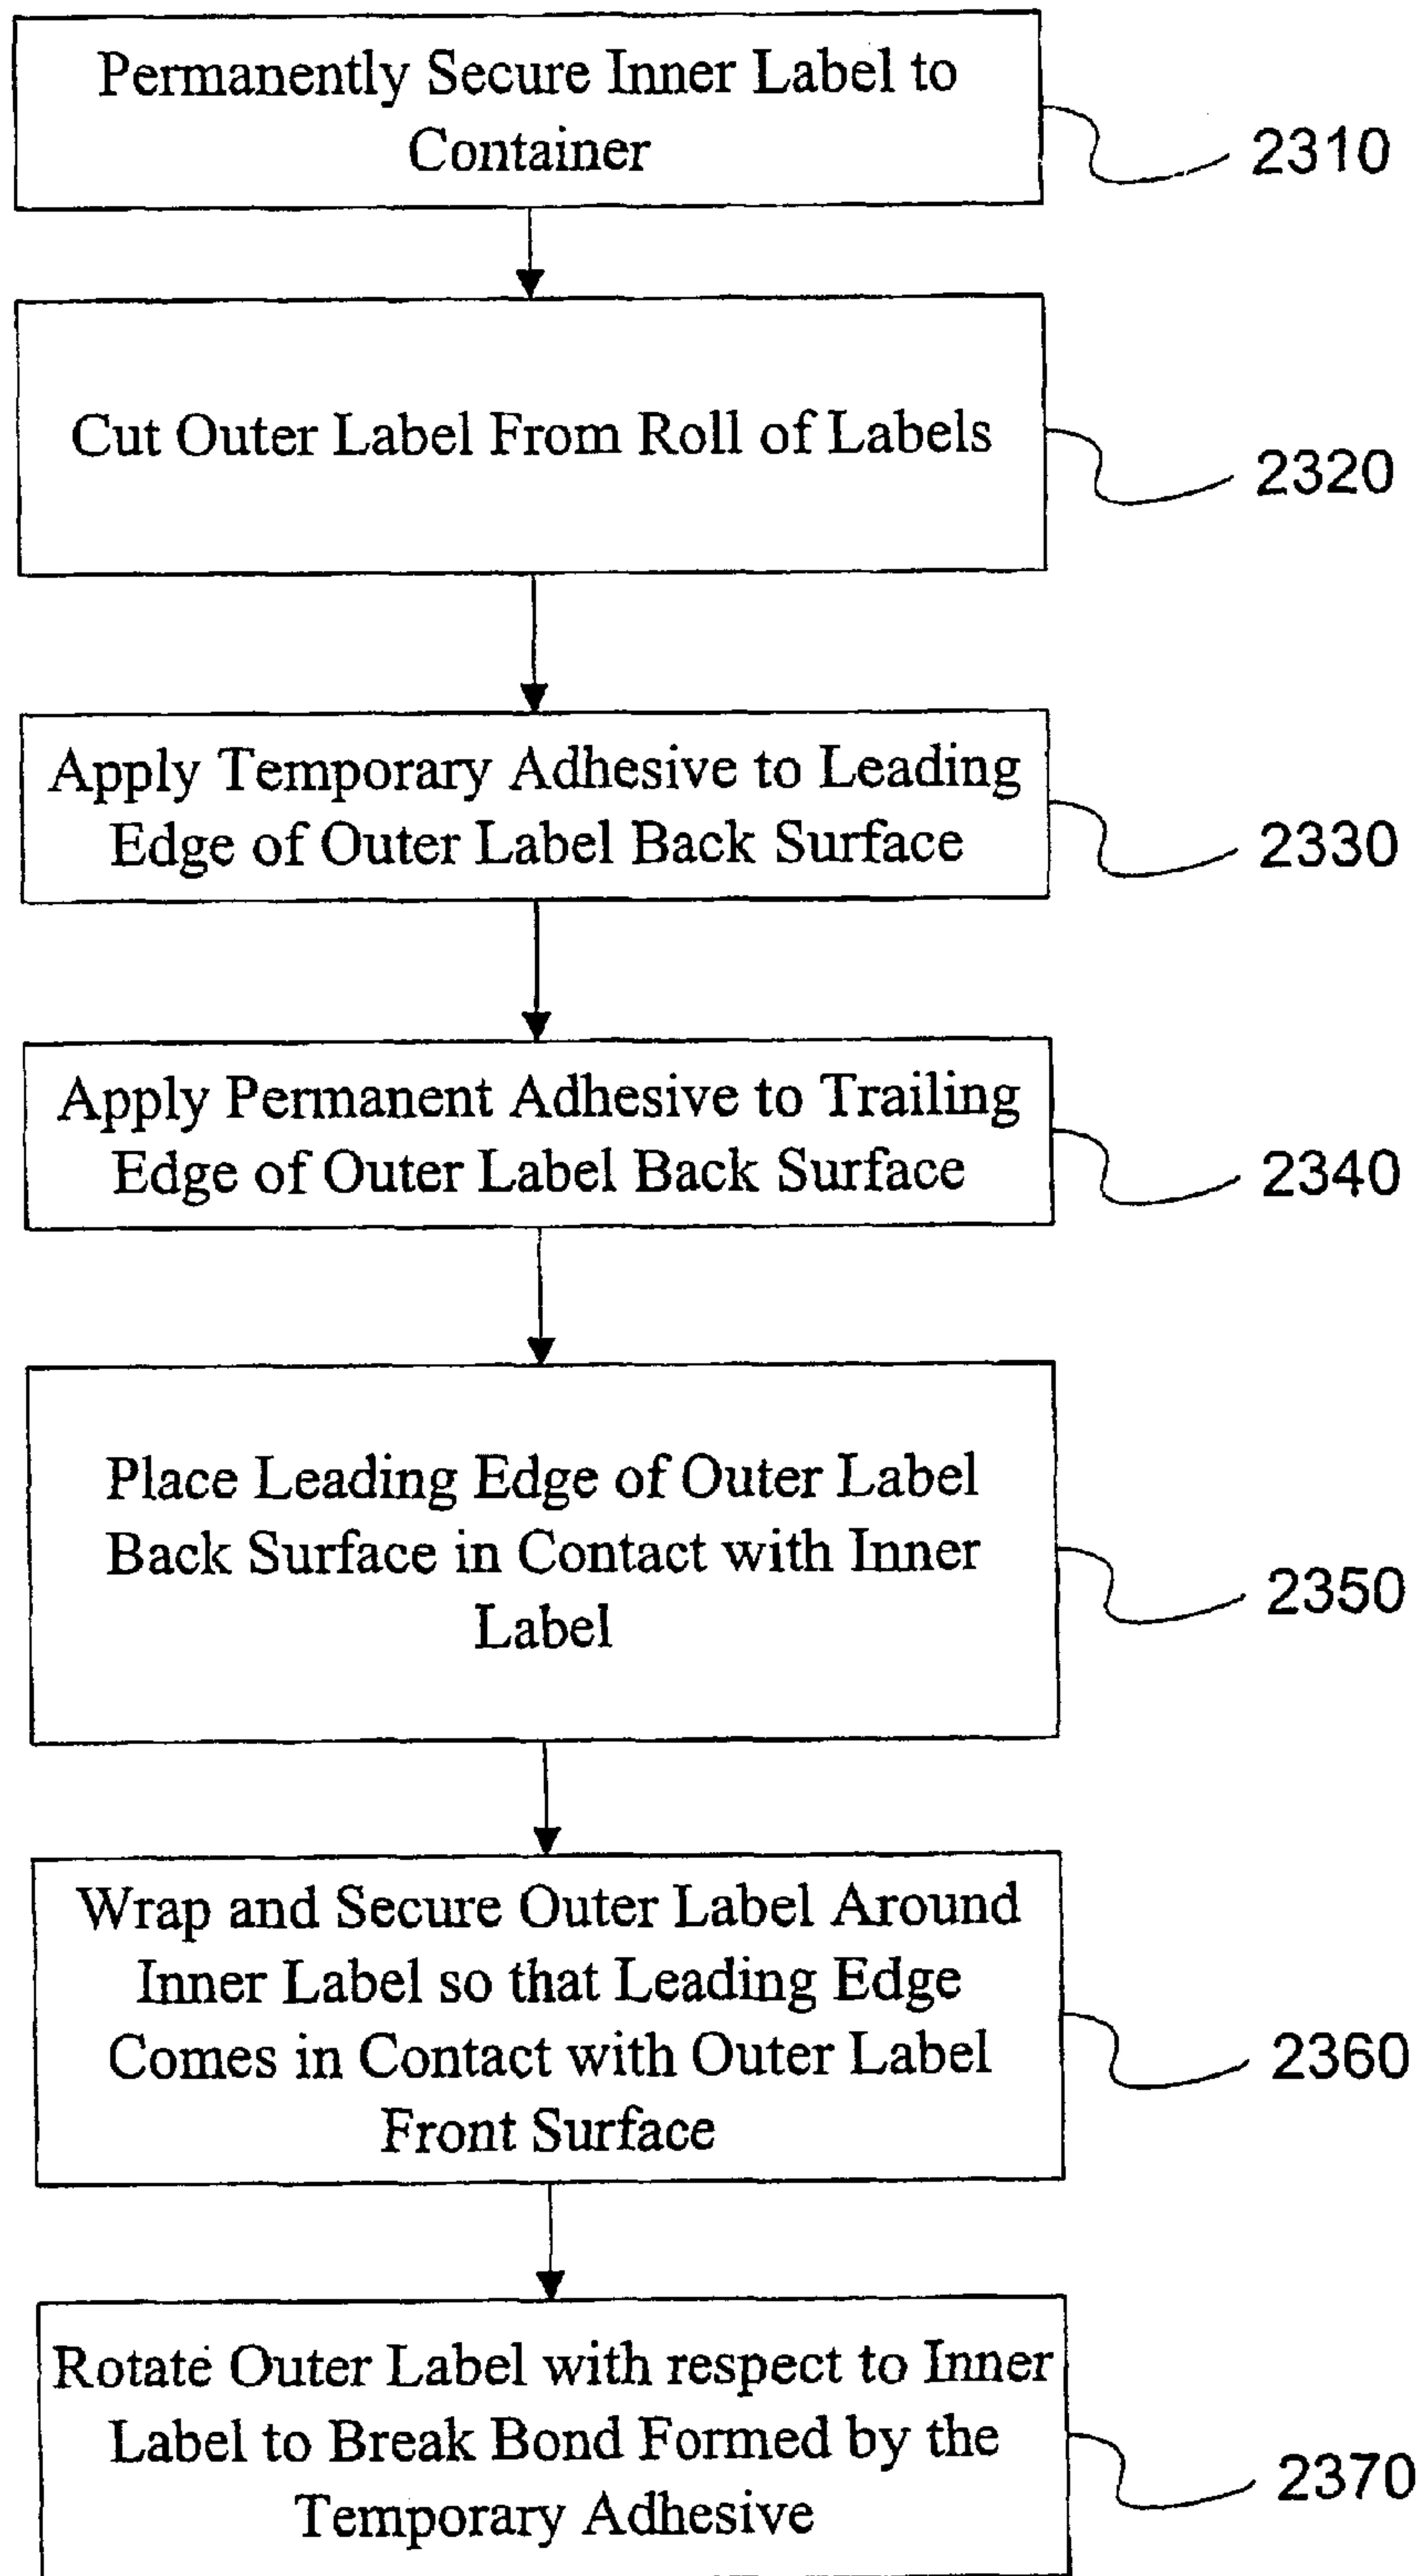 Permanently Secure Inner Label to
Container
2310
Cut Outer Label From Roll of Labels
2320
Apply Temporary Adhesive to Leading
Edge of Outer Label Back Surface
2330
Apply Permanent Adhesive to Trailing
Edge of Outer Label Back Surface
2340
Place Leading Edge of Outer Label
Back Surface in Contact with Inner
Label
2350
Wrap and Secure Outer Label Around
Inner Label so that Leading Edge
Comes in Contact with Outer Label
Front Surface
2360
Rotate Outer Label with respect to Inner
Label to Break Bond Formed by the
Temporary Adhesive
2370